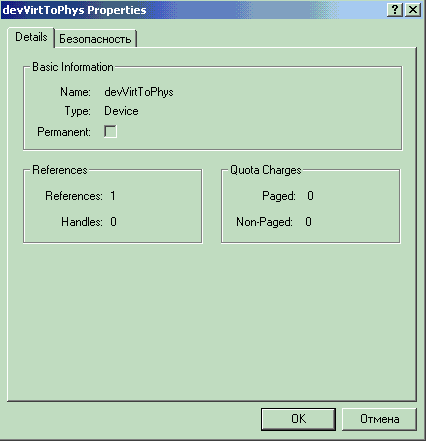 devVirtToPhys Properties
Details
Безопасность
Basic Information
Name: devVirtToPhys
Type: Device
Permanent:
References
References: 1
Handles: 0
Quota Charges
Paged: 0
Non-Paged: 0
OK
Отмена